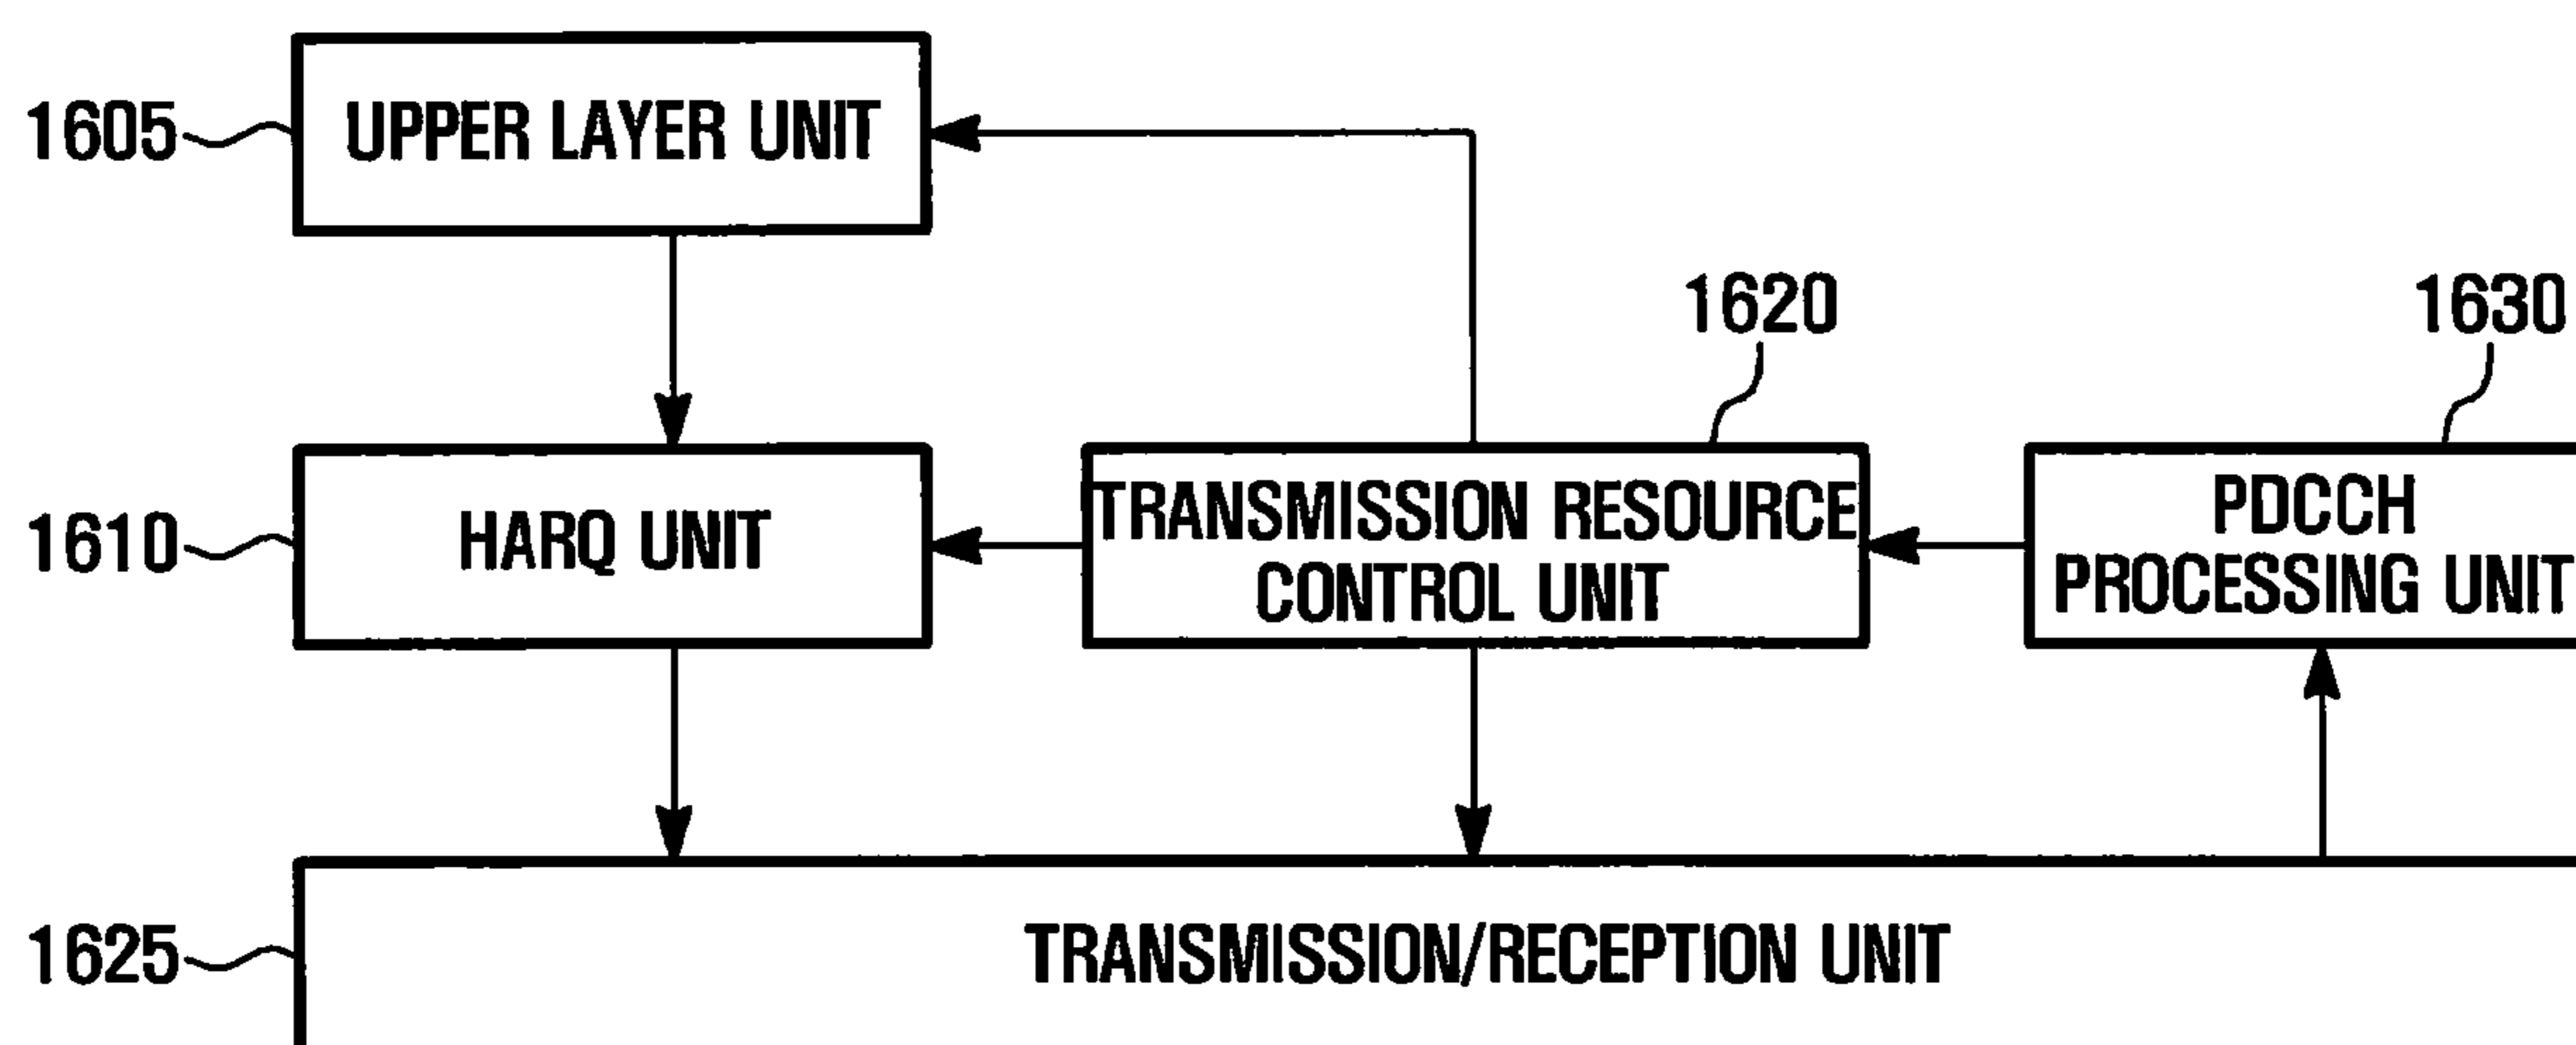 1605
UPPER LAYER UNIT
1620
1630
1610
HARQ UNIT
TRANSMISSION RESOURCE
CONTROL UNIT
PDCCH
PROCESSING UNIT
1625
TRANSMISSION/RECEPTION UNIT